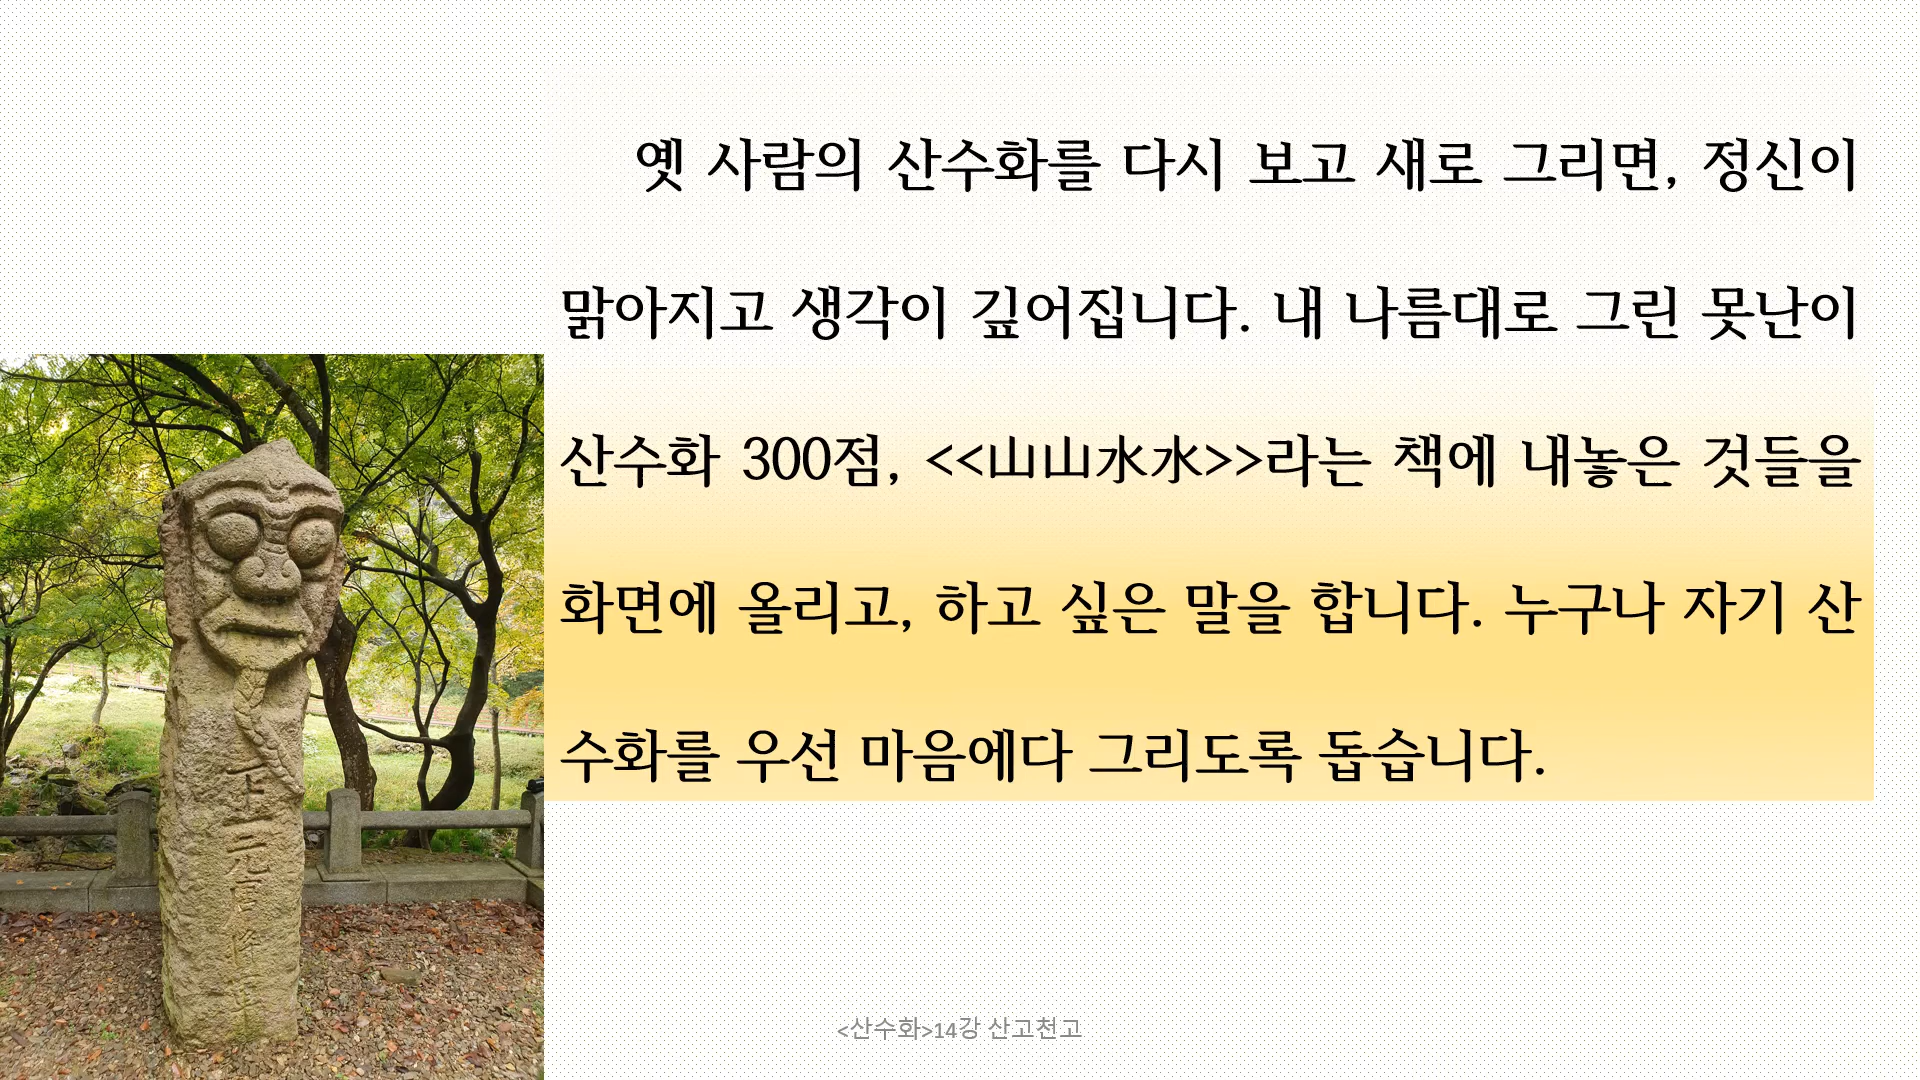 옛 사람의 산수화를 다시 보고 새로 그리면, 정신이
맑아지고 생각이 깊어집니다. 내 나름대로 그린 못난이
산수화 300점, <<山山水水>>라는 책에 내놓은 것들을
화면에 올리고, 하고 싶은 말을 합니다. 누구나 자기 산
수화를 우선 마음에다 그리도록 돕습니다.
上元周將軍
<산수화>14강 산고천고